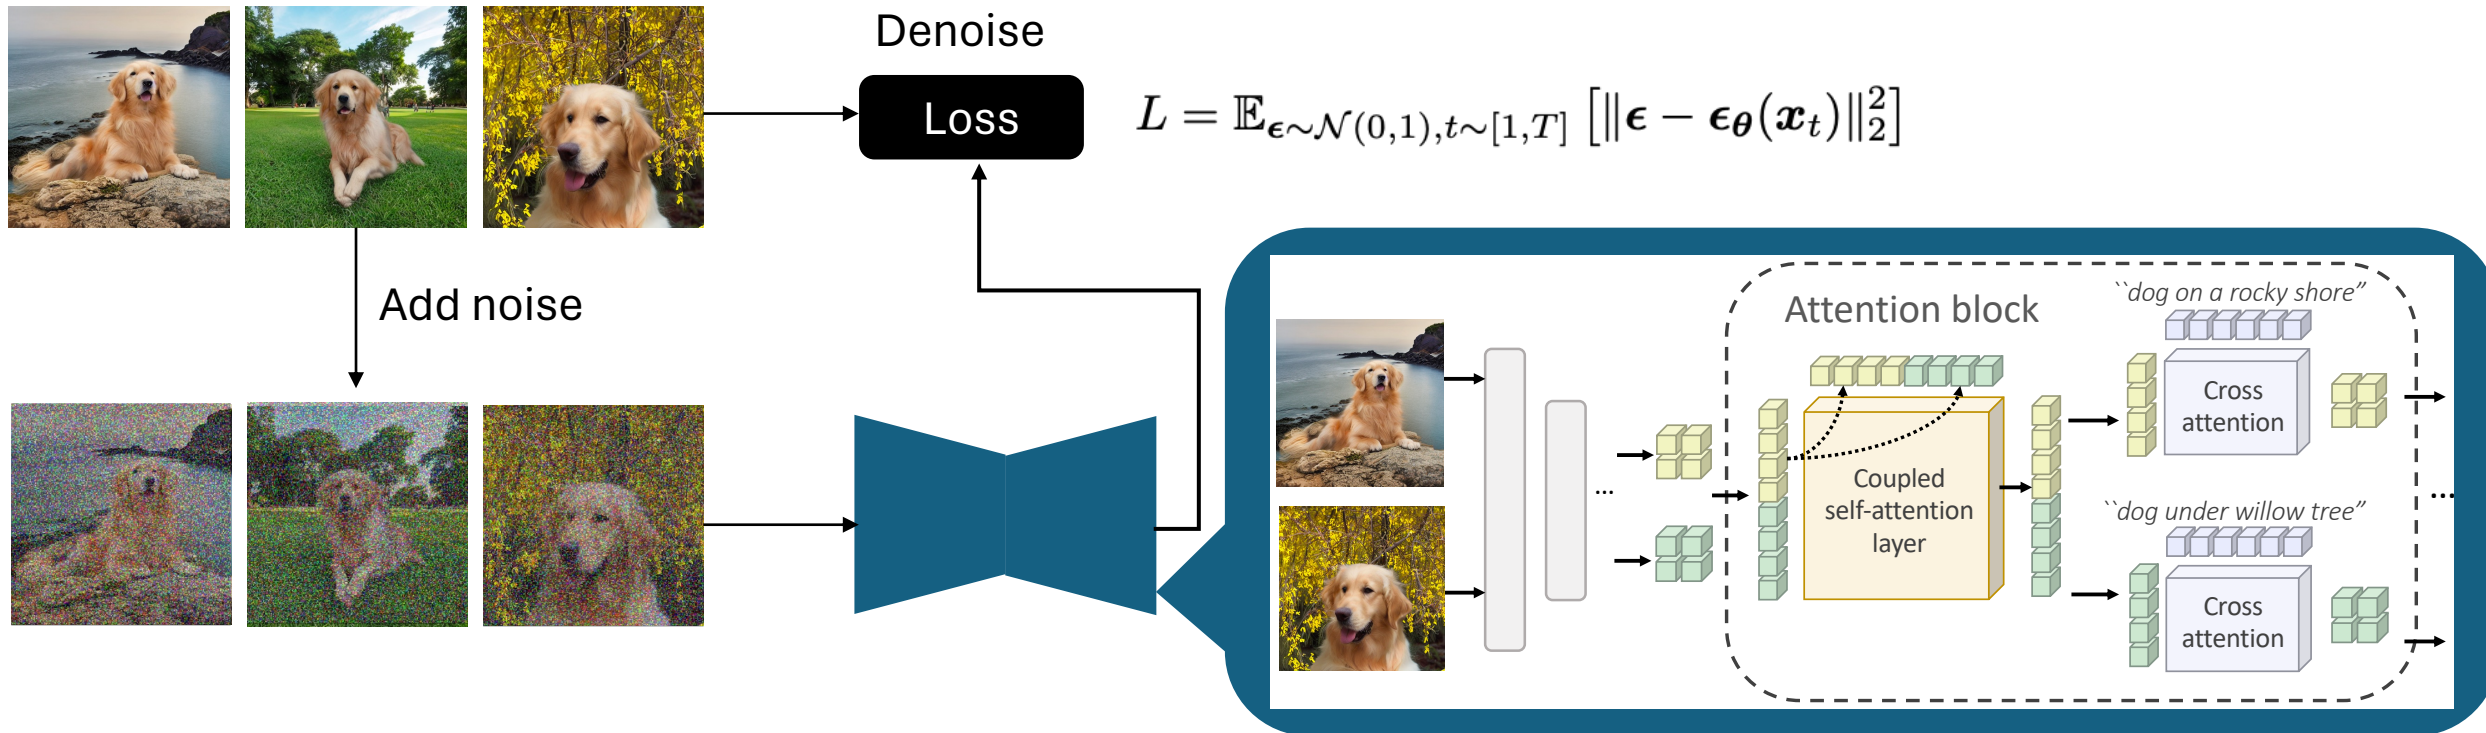 Denoise
Loss
L = 𝔼_{ϵ∼𝒩(0,1),t∼[1,T]} [‖ϵ − ϵ_θ(x_t)‖₂²]
Add noise
Attention block
``dog on a rocky shore”
Cross
attention
Coupled
self-attention
layer
...
...
``dog under willow tree”
Cross
attention